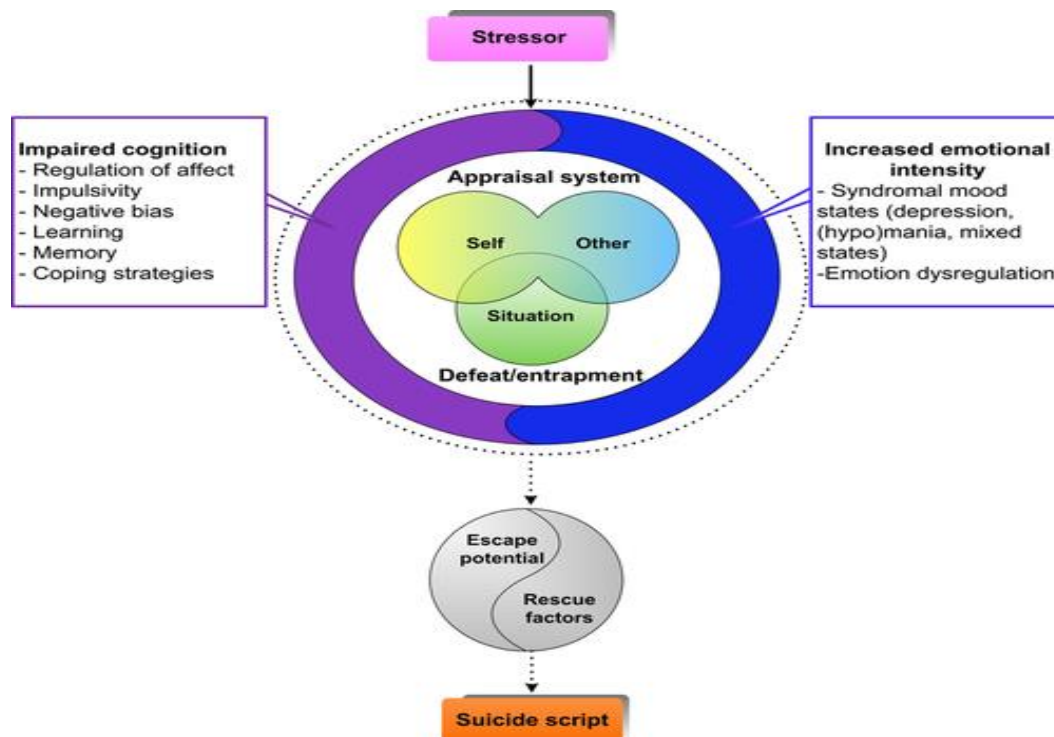 Stressor
Impaired cognition
- Regulation of affect
- Impulsivity
- Negative bias
- Learning
- Memory
- Coping strategies
Appraisal system
Self
Other
Situation
Defeat/entrapment
Increased emotional
intensity
- Syndromal mood
states (depression,
(hypo)mania, mixed
states)
-Emotion dysregulation
Escape
potential
Rescue
factors
Suicide script